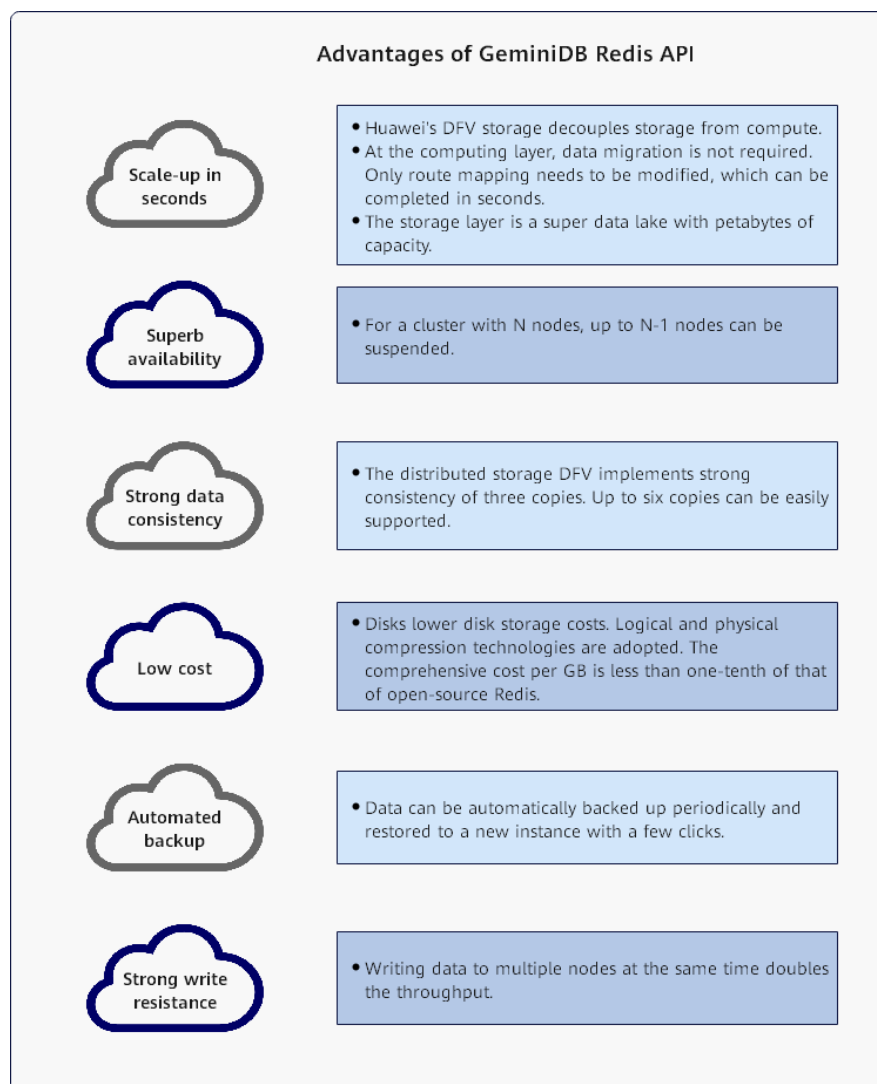 Advantages of GeminiDB Redis API
Scale-up in
seconds
• Huawei's DFV storage decouples storage from compute.
• At the computing layer, data migration is not required.
Only route mapping needs to be modified, which can be
completed in seconds.
• The storage layer is a super data lake with petabytes of
capacity.
Superb
availability
• For a cluster with N nodes, up to N-1 nodes can be
suspended.
Strong data
consistency
• The distributed storage DFV implements strong
consistency of three copies. Up to six copies can be easily
supported.
Low cost
• Disks lower disk storage costs. Logical and physical
compression technologies are adopted. The
comprehensive cost per GB is less than one-tenth of that
of open-source Redis.
Automated
backup
• Data can be automatically backed up periodically and
restored to a new instance with a few clicks.
Strong write
resistance
• Writing data to multiple nodes at the same time doubles
the throughput.